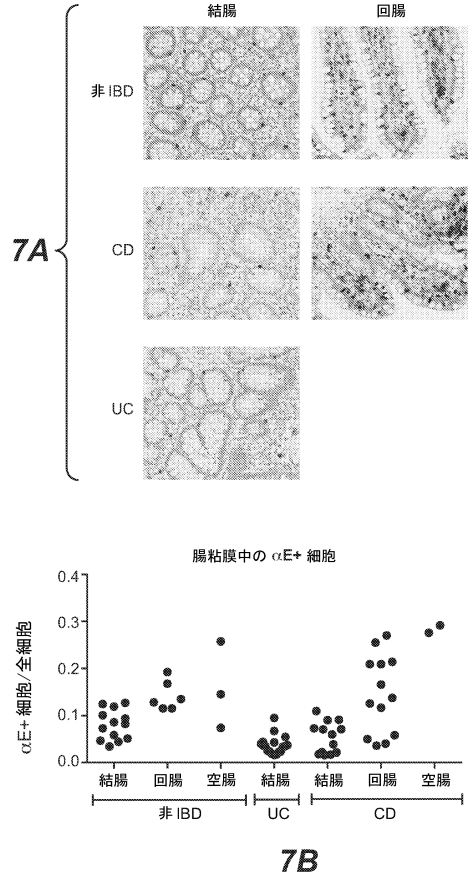 結腸 回腸
非 IBD
7A
CD
UC
腸粘膜中の αE+ 細胞
αE+ 細胞/全細胞
0.4
0.3
0.2
0.1
0.0
結腸 回腸 空腸 結腸 結腸 回腸 空腸
非 IBD UC CD
7B